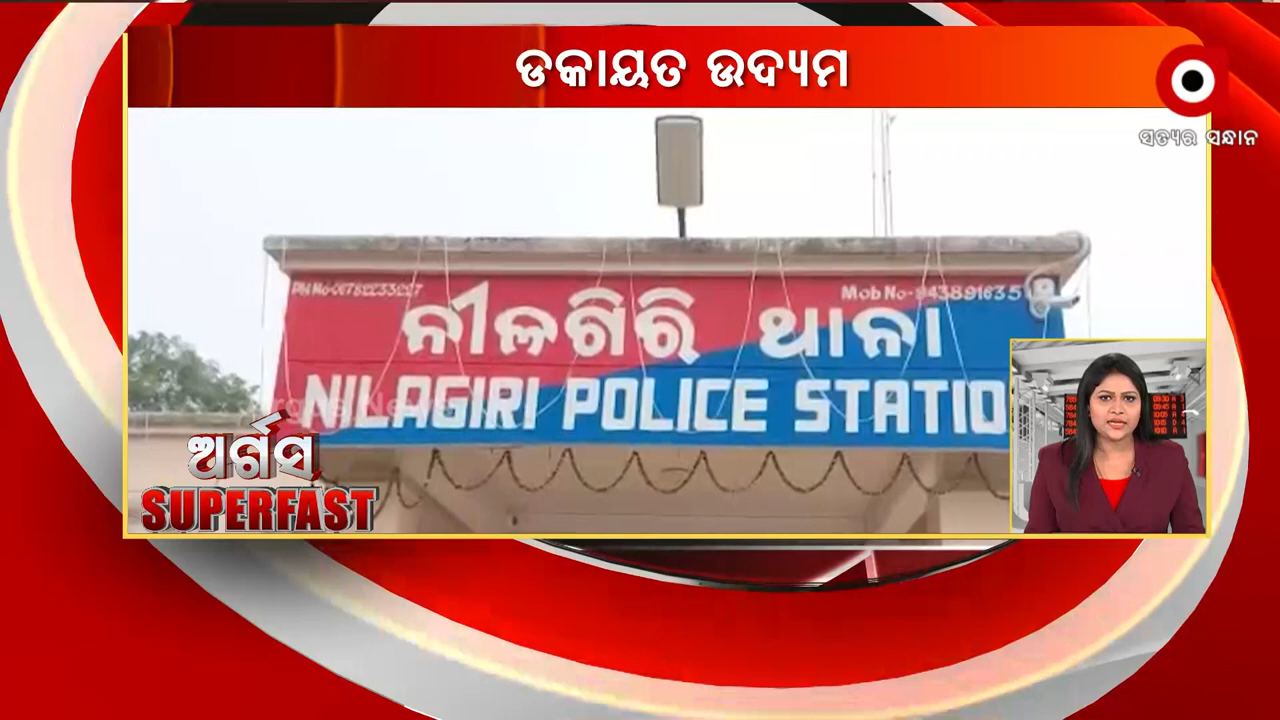 ଡକାୟତ ଉଦ୍ୟମ
ସତ୍ୟର ସନ୍ଧାନ
ନୀଳଗିରି ଥାନା
NILAGIRI POLICE STATIO
ଅର୍ଗସ
SUPERFAST